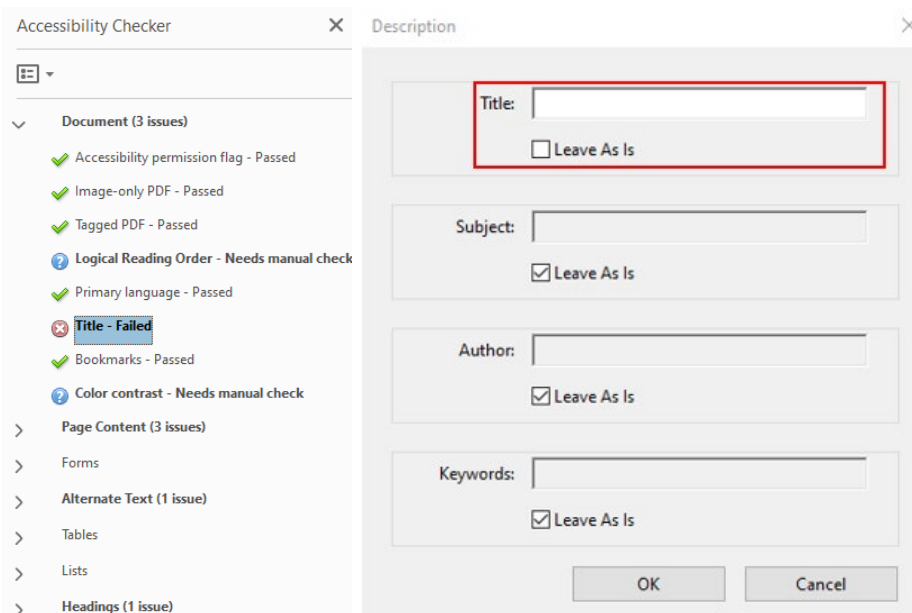 Accessibility Checker
Document (3 issues)
Accessibility permission flag - Passed
Image-only PDF - Passed
Tagged PDF - Passed
Logical Reading Order - Needs manual check
Primary language - Passed
Title - Failed
Bookmarks - Passed
Color contrast - Needs manual check
Page Content (3 issues)
Forms
Alternate Text (1 issue)
Tables
Lists
Headings (1 issue)
Description
Title:
Leave As Is
Subject:
Leave As Is
Author:
Leave As Is
Keywords:
Leave As Is
OK
Cancel